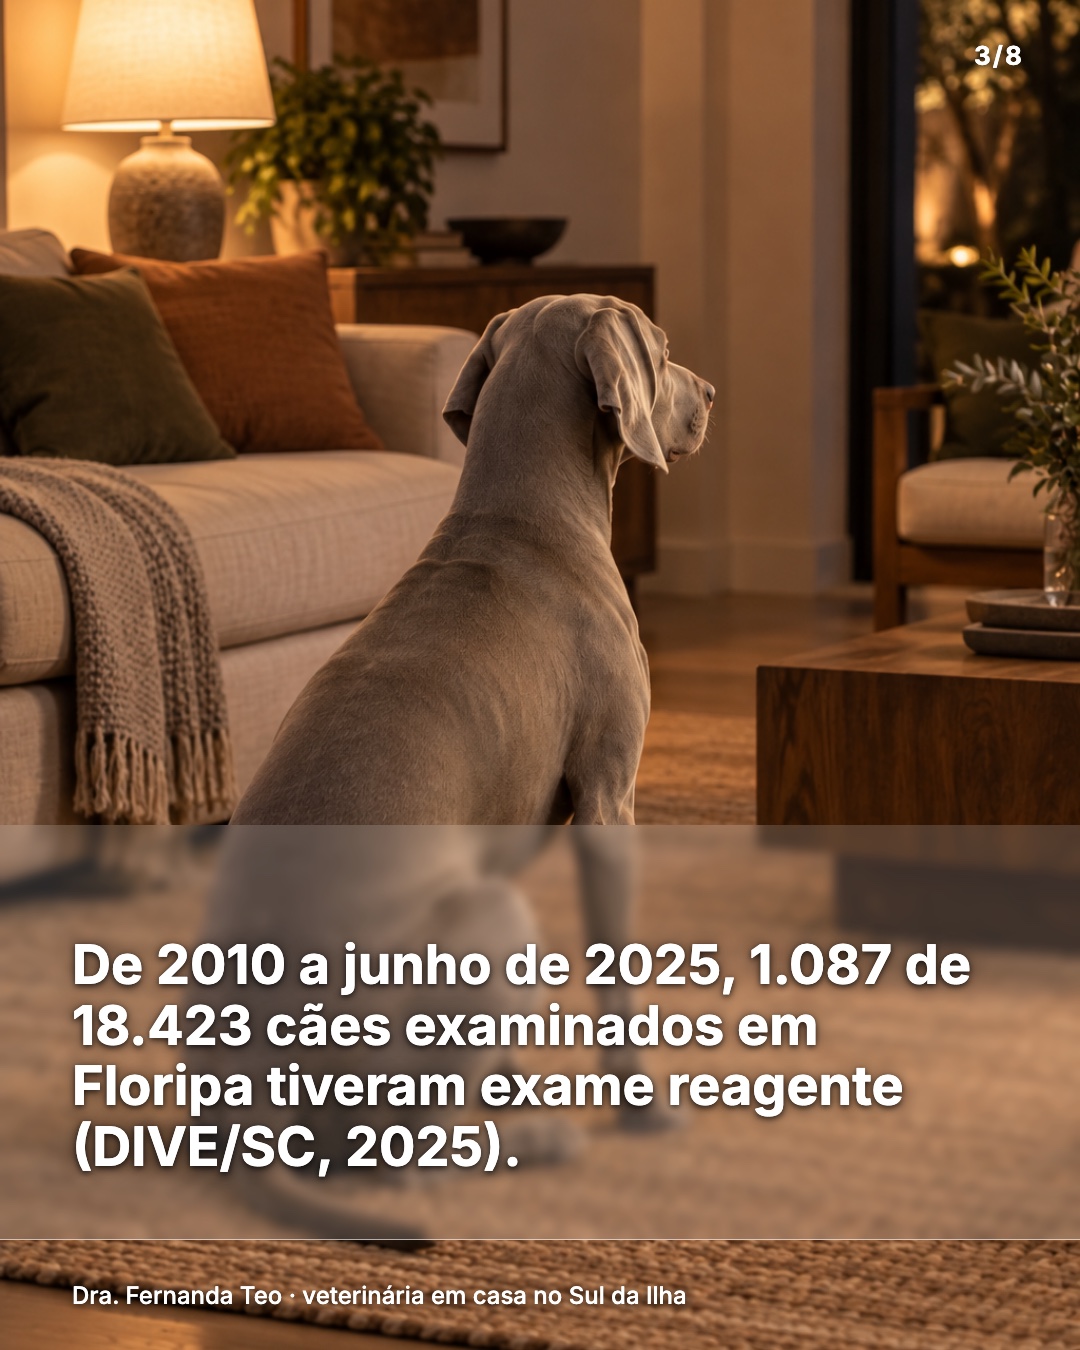 3/8
De 2010 a junho de 2025, 1.087 de
18.423 cães examinados em
Floripa tiveram exame reagente
(DIVE/SC, 2025).
Dra. Fernanda Teo · veterinária em casa no Sul da Ilha